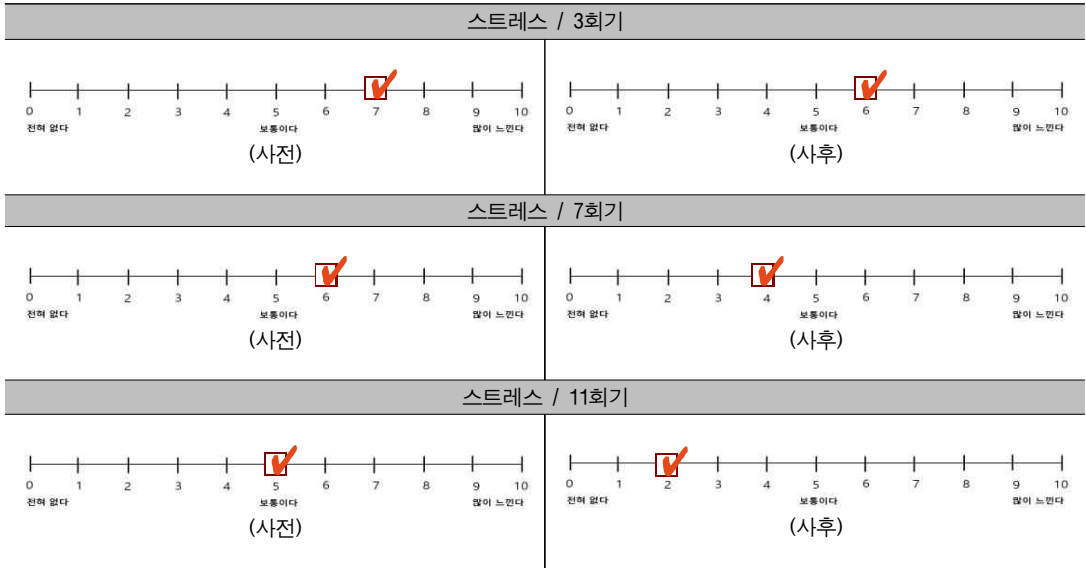 스트레스 / 3회기
0 1 2 3 4 5 6 7 8 9 10
전혀 없다 보통이다 많이 느낀다
(사전)
0 1 2 3 4 5 6 7 8 9 10
전혀 없다 보통이다 많이 느낀다
(사후)
스트레스 / 7회기
0 1 2 3 4 5 6 7 8 9 10
전혀 없다 보통이다 많이 느낀다
(사전)
0 1 2 3 4 5 6 7 8 9 10
전혀 없다 보통이다 많이 느낀다
(사후)
스트레스 / 11회기
0 1 2 3 4 5 6 7 8 9 10
전혀 없다 보통이다 많이 느낀다
(사전)
0 1 2 3 4 5 6 7 8 9 10
전혀 없다 보통이다 많이 느낀다
(사후)